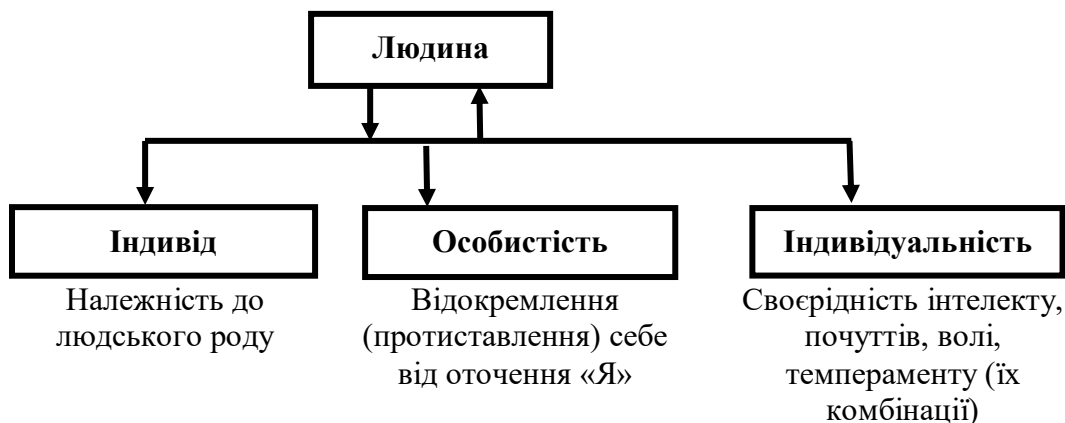 Людина
Індивід
Належність до
людського роду
Особистість
Відокремлення
(протиставлення) себе
від оточення «Я»
Індивідуальність
Своєрідність інтелекту,
почуттів, волі,
темпераменту (їх
комбінації)